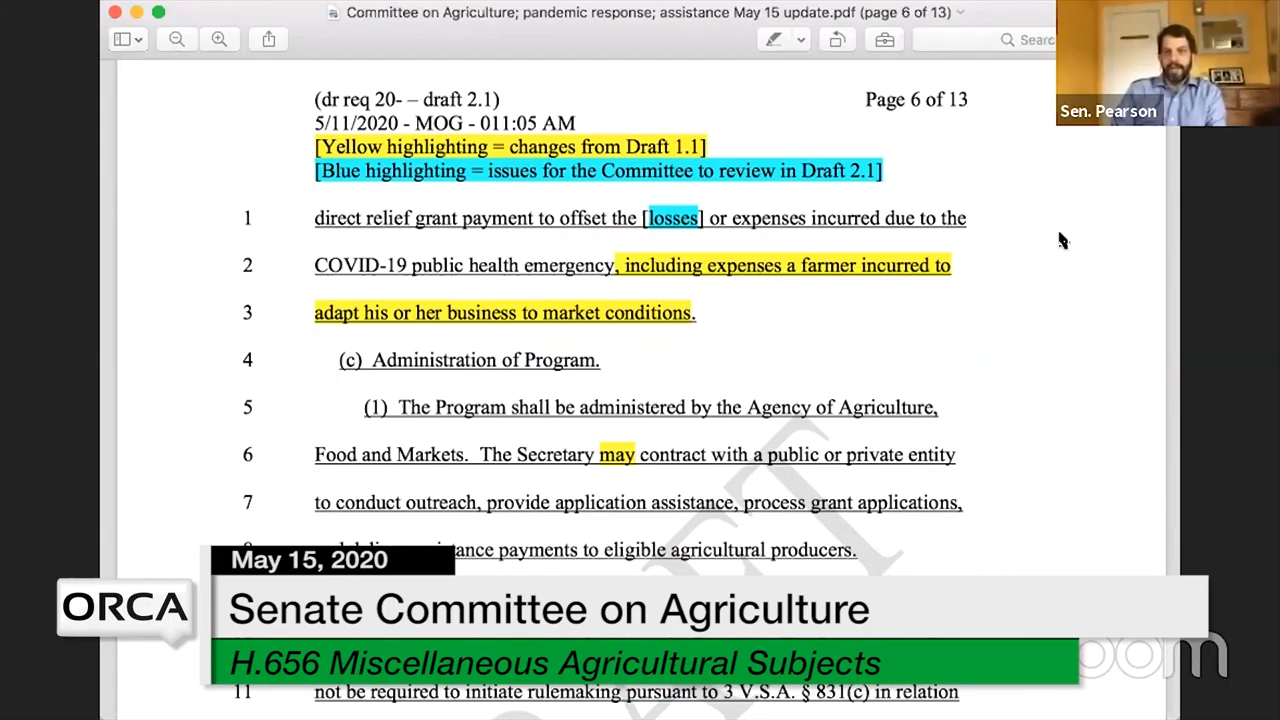 Committee on Agriculture; pandemic response; assistance May 15 update.pdf (page 6 of 13)
Searc
Sen. Pearson
(dr req 20- – draft 2.1) Page 6 of 13
5/11/2020 - MOG - 011:05 AM
[Yellow highlighting = changes from Draft 1.1]
[Blue highlighting = issues for the Committee to review in Draft 2.1]
1 direct relief grant payment to offset the [losses] or expenses incurred due to the
2 COVID-19 public health emergency, including expenses a farmer incurred to
3 adapt his or her business to market conditions.
4 (c) Administration of Program.
5 (1) The Program shall be administered by the Agency of Agriculture,
6 Food and Markets. The Secretary may contract with a public or private entity
7 to conduct outreach, provide application assistance, process grant applications,
payments to eligible agricultural producers.
DRAFT
May 15, 2020
ORCA
Senate Committee on Agriculture
H.656 Miscellaneous Agricultural Subjects
oom
11 not be required to initiate rulemaking pursuant to 3 V.S.A. § 831(c) in relation